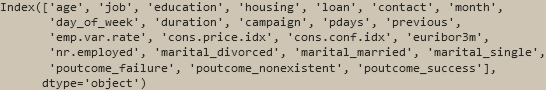 Index(['age', 'job', 'education', 'housing', 'loan', 'contact', 'month',
'day_of_week', 'duration', 'campaign', 'pdays', 'previous',
'emp.var.rate', 'cons.price.idx', 'cons.conf.idx', 'euribor3m',
'nr.employed', 'marital_divorced', 'marital_married', 'marital_single',
'poutcome_failure', 'poutcome_nonexistent', 'poutcome_success'],
dtype='object')